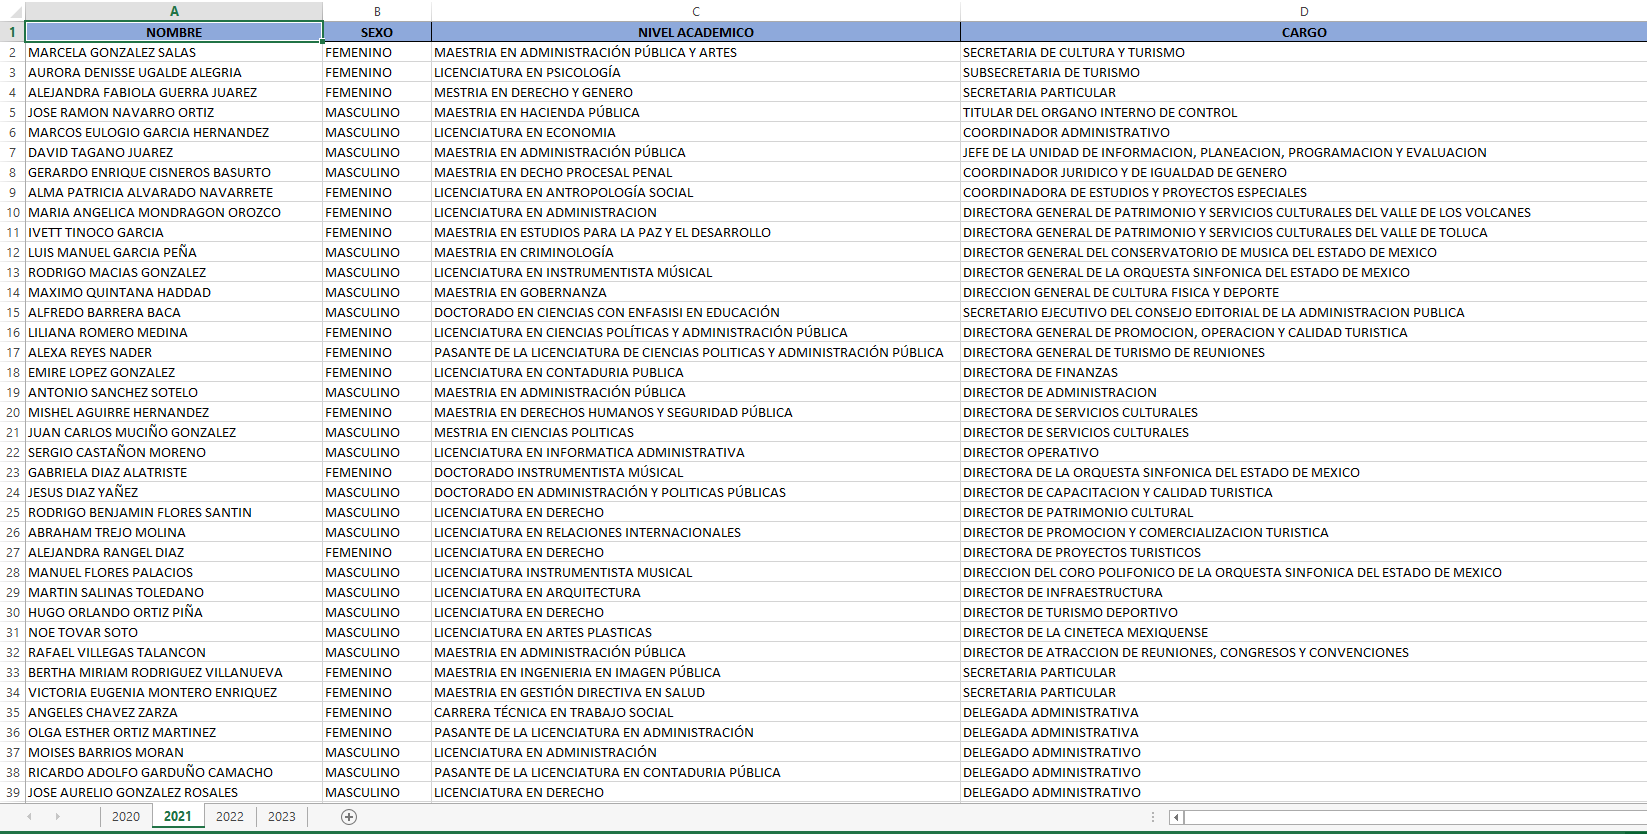 A B C D
1 NOMBRE SEXO NIVEL ACADEMICO CARGO
2 MARCELA GONZALEZ SALAS FEMENINO MAESTRIA EN ADMINISTRACIÓN PÚBLICA Y ARTES SECRETARIA DE CULTURA Y TURISMO
3 AURORA DENISSE UGALDE ALEGRIA FEMENINO LICENCIATURA EN PSICOLOGÍA SUBSECRETARIA DE TURISMO
4 ALEJANDRA FABIOLA GUERRA JUAREZ FEMENINO MESTRIA EN DERECHO Y GENERO SECRETARIA PARTICULAR
5 JOSE RAMON NAVARRO ORTIZ MASCULINO MAESTRIA EN HACIENDA PÚBLICA TITULAR DEL ORGANO INTERNO DE CONTROL
6 MARCOS EULOGIO GARCIA HERNANDEZ MASCULINO LICENCIATURA EN ECONOMIA COORDINADOR ADMINISTRATIVO
7 DAVID TAGANO JUAREZ MASCULINO MAESTRIA EN ADMINISTRACIÓN PÚBLICA JEFE DE LA UNIDAD DE INFORMACION, PLANEACION, PROGRAMACION Y EVALUACION
8 GERARDO ENRIQUE CISNEROS BASURTO MASCULINO MAESTRIA EN DECHO PROCESAL PENAL COORDINADOR JURIDICO Y DE IGUALDAD DE GENERO
9 ALMA PATRICIA ALVARADO NAVARRETE FEMENINO LICENCIATURA EN ANTROPOLOGÍA SOCIAL COORDINADORA DE ESTUDIOS Y PROYECTOS ESPECIALES
10 MARIA ANGELICA MONDRAGON OROZCO FEMENINO LICENCIATURA EN ADMINISTRACION DIRECTORA GENERAL DE PATRIMONIO Y SERVICIOS CULTURALES DEL VALLE DE LOS VOLCANES
11 IVETT TINOCO GARCIA FEMENINO MAESTRIA EN ESTUDIOS PARA LA PAZ Y EL DESARROLLO DIRECTORA GENERAL DE PATRIMONIO Y SERVICIOS CULTURALES DEL VALLE DE TOLUCA
12 LUIS MANUEL GARCIA PEÑA MASCULINO MAESTRIA EN CRIMINOLOGÍA DIRECTOR GENERAL DEL CONSERVATORIO DE MUSICA DEL ESTADO DE MEXICO
13 RODRIGO MACIAS GONZALEZ MASCULINO LICENCIATURA EN INSTRUMENTISTA MÚSICAL DIRECTOR GENERAL DE LA ORQUESTA SINFONICA DEL ESTADO DE MEXICO
14 MAXIMO QUINTANA HADDAD MASCULINO MAESTRIA EN GOBERNANZA DIRECCION GENERAL DE CULTURA FISICA Y DEPORTE
15 ALFREDO BARRERA BACA MASCULINO DOCTORADO EN CIENCIAS CON ENFASISI EN EDUCACIÓN SECRETARIO EJECUTIVO DEL CONSEJO EDITORIAL DE LA ADMINISTRACION PUBLICA
16 LILIANA ROMERO MEDINA FEMENINO LICENCIATURA EN CIENCIAS POLÍTICAS Y ADMINISTRACIÓN PÚBLICA DIRECTORA GENERAL DE PROMOCION, OPERACION Y CALIDAD TURISTICA
17 ALEXA REYES NADER FEMENINO PASANTE DE LA LICENCIATURA DE CIENCIAS POLITICAS Y ADMINISTRACIÓN PÚBLICA DIRECTORA GENERAL DE TURISMO DE REUNIONES
18 EMIRE LOPEZ GONZALEZ FEMENINO LICENCIATURA EN CONTADURIA PUBLICA DIRECTORA DE FINANZAS
19 ANTONIO SANCHEZ SOTELO MASCULINO MAESTRIA EN ADMINISTRACIÓN PÚBLICA DIRECTOR DE ADMINISTRACION
20 MISHEL AGUIRRE HERNANDEZ FEMENINO MAESTRIA EN DERECHOS HUMANOS Y SEGURIDAD PÚBLICA DIRECTORA DE SERVICIOS CULTURALES
21 JUAN CARLOS MUCIÑO GONZALEZ MASCULINO MESTRIA EN CIENCIAS POLITICAS DIRECTOR DE SERVICIOS CULTURALES
22 SERGIO CASTAÑON MORENO MASCULINO LICENCIATURA EN INFORMATICA ADMINISTRATIVA DIRECTOR OPERATIVO
23 GABRIELA DIAZ ALATRISTE FEMENINO DOCTORADO INSTRUMENTISTA MÚSICAL DIRECTORA DE LA ORQUESTA SINFONICA DEL ESTADO DE MEXICO
24 JESUS DIAZ YAÑEZ MASCULINO DOCTORADO EN ADMINISTRACIÓN Y POLITICAS PÚBLICAS DIRECTOR DE CAPACITACION Y CALIDAD TURISTICA
25 RODRIGO BENJAMIN FLORES SANTIN MASCULINO LICENCIATURA EN DERECHO DIRECTOR DE PATRIMONIO CULTURAL
26 ABRAHAM TREJO MOLINA MASCULINO LICENCIATURA EN RELACIONES INTERNACIONALES DIRECTOR DE PROMOCION Y COMERCIALIZACION TURISTICA
27 ALEJANDRA RANGEL DIAZ FEMENINO LICENCIATURA EN DERECHO DIRECTORA DE PROYECTOS TURISTICOS
28 MANUEL FLORES PALACIOS MASCULINO LICENCIATURA INSTRUMENTISTA MUSICAL DIRECCION DEL CORO POLIFONICO DE LA ORQUESTA SINFONICA DEL ESTADO DE MEXICO
29 MARTIN SALINAS TOLEDANO MASCULINO LICENCIATURA EN ARQUITECTURA DIRECTOR DE INFRAESTRUCTURA
30 HUGO ORLANDO ORTIZ PIÑA MASCULINO LICENCIATURA EN DERECHO DIRECTOR DE TURISMO DEPORTIVO
31 NOE TOVAR SOTO MASCULINO LICENCIATURA EN ARTES PLASTICAS DIRECTOR DE LA CINETECA MEXIQUENSE
32 RAFAEL VILLEGAS TALANCON MASCULINO MAESTRIA EN ADMINISTRACIÓN PÚBLICA DIRECTOR DE ATRACCION DE REUNIONES, CONGRESOS Y CONVENCIONES
33 BERTHA MIRIAM RODRIGUEZ VILLANUEVA FEMENINO MAESTRIA EN INGENIERIA EN IMAGEN PÚBLICA SECRETARIA PARTICULAR
34 VICTORIA EUGENIA MONTERO ENRIQUEZ FEMENINO MAESTRIA EN GESTIÓN DIRECTIVA EN SALUD SECRETARIA PARTICULAR
35 ANGELES CHAVEZ ZARZA FEMENINO CARRERA TÉCNICA EN TRABAJO SOCIAL DELEGADA ADMINISTRATIVA
36 OLGA ESTHER ORTIZ MARTINEZ FEMENINO PASANTE DE LA LICENCIATURA EN ADMINISTRACIÓN DELEGADA ADMINISTRATIVA
37 MOISES BARRIOS MORAN MASCULINO LICENCIATURA EN ADMINISTRACIÓN DELEGADO ADMINISTRATIVO
38 RICARDO ADOLFO GARDUÑO CAMACHO MASCULINO PASANTE DE LA LICENCIATURA EN CONTADURIA PÚBLICA DELEGADO ADMINISTRATIVO
39 JOSE AURELIO GONZALEZ ROSALES MASCULINO LICENCIATURA EN DERECHO DELEGADO ADMINISTRATIVO
2020 2021 2022 2023